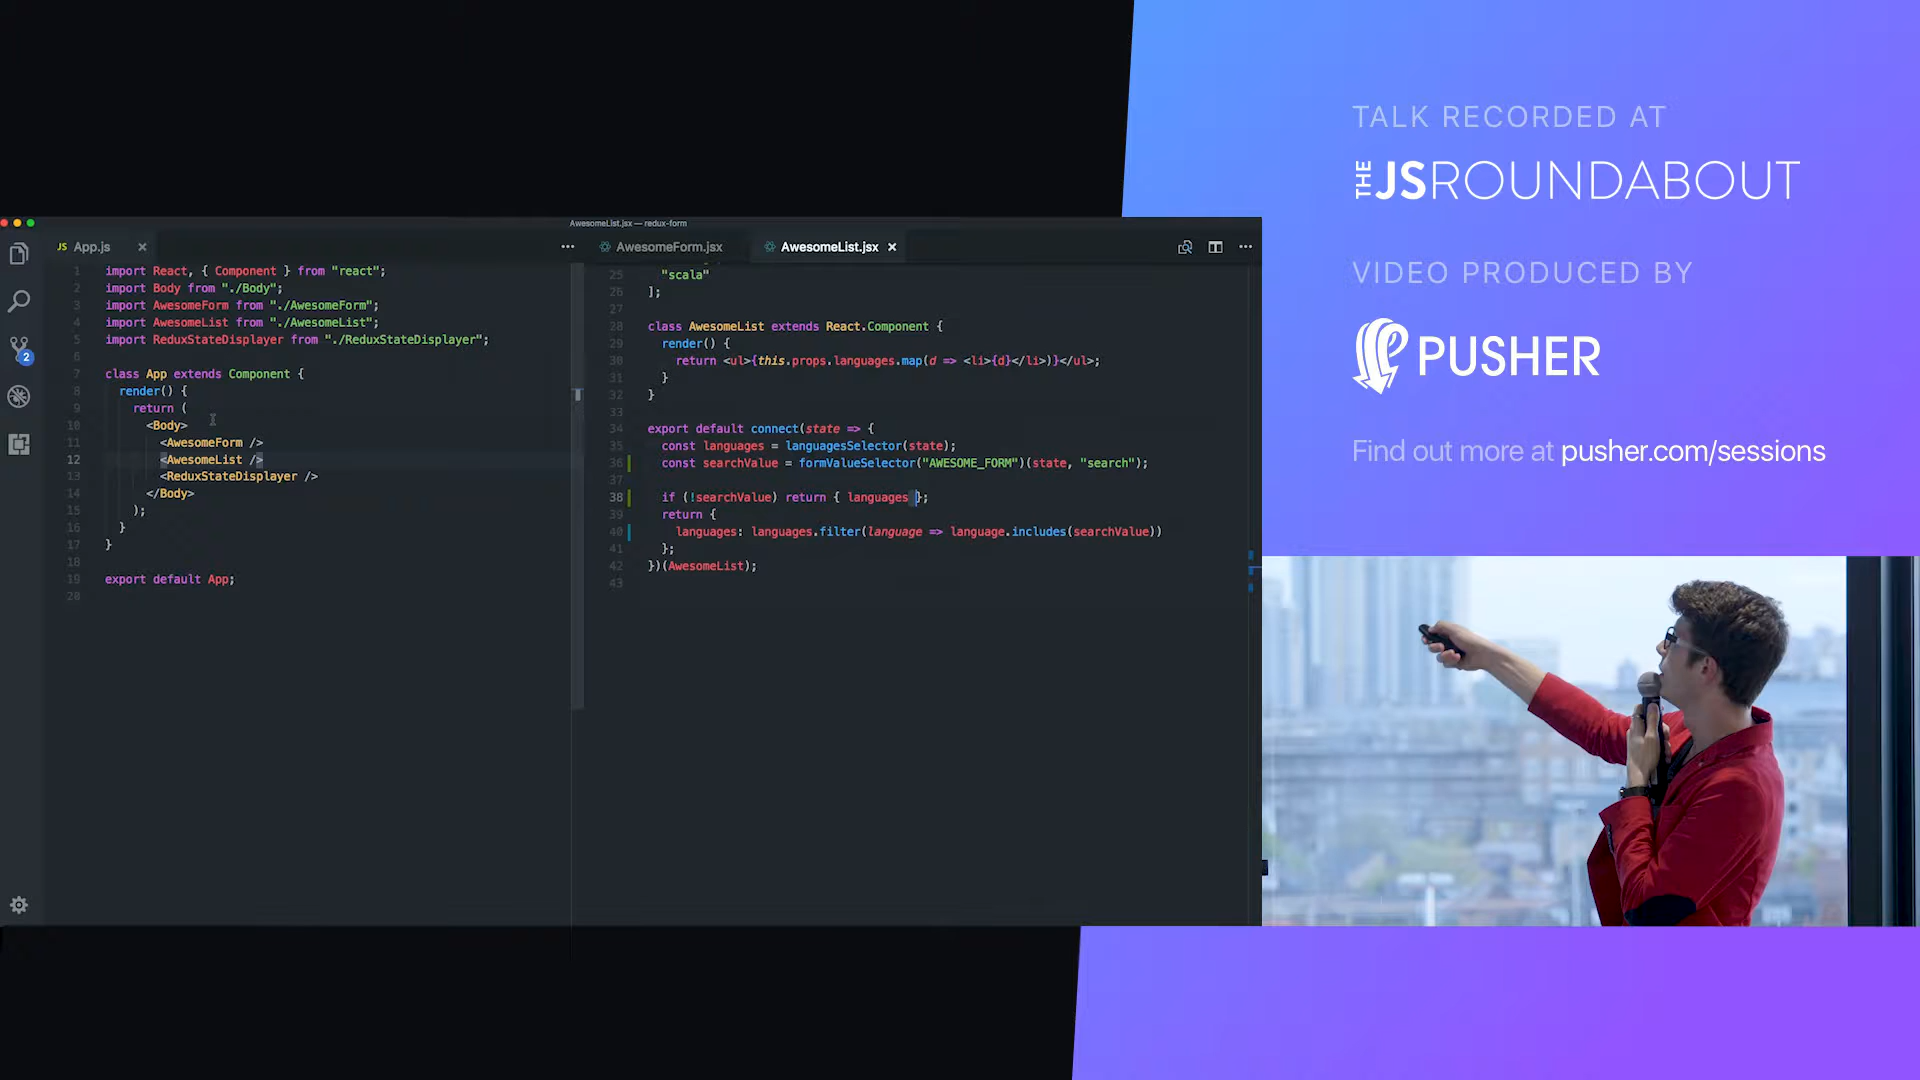 AwesomeList.jsx — redux-form
JS App.js
1 import React, { Component } from "react";
2 import Body from "./Body";
3 import AwesomeForm from "./AwesomeForm";
4 import AwesomeList from "./AwesomeList";
5 import ReduxStateDisplayer from "./ReduxStateDisplayer";
6
7 class App extends Component {
8 render() {
9 return (
10 <Body>
11 <AwesomeForm />
12 <AwesomeList />
13 <ReduxStateDisplayer />
14 </Body>
15 );
16 }
17 }
18
19 export default App;
20
2
AwesomeForm.jsx
AwesomeList.jsx
25 "scala"
26 ];
27
28 class AwesomeList extends React.Component {
29 render() {
30 return <ul>{this.props.languages.map(d => <li>{d}</li>)}</ul>;
31 }
32 }
33
34 export default connect(state => {
35 const languages = languagesSelector(state);
36 const searchValue = formValueSelector("AWESOME_FORM")(state, "search");
37
38 if (!searchValue) return { languages };
39 return {
40 languages: languages.filter(language => language.includes(searchValue))
41 };
42 })(AwesomeList);
43
TALK RECORDED AT
THE JSROUNDABOUT
VIDEO PRODUCED BY
PUSHER
Find out more at pusher.com/sessions